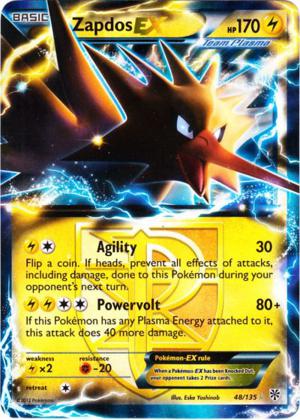 BASIC
Zapdos EX
HP 170
Team Plasma
Agility 30
Flip a coin. If heads, prevent all effects of attacks,
including damage, done to this Pokémon during your
opponent's next turn.
Powervolt 80+
If this Pokémon has any Plasma Energy attached to it,
this attack does 40 more damage.
weakness
×2
resistance
-20
retreat
Pokémon-EX rule
When a Pokémon-EX has been Knocked Out,
your opponent takes 2 Prize cards.
Illus. Eske Yoshinob
48/135
©2012 Pokémon